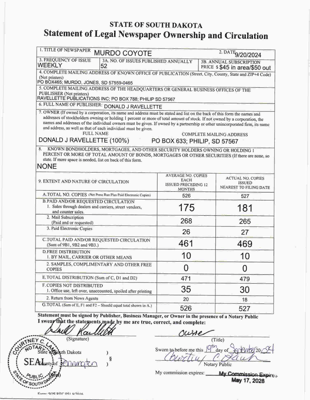 STATE OF SOUTH DAKOTA
Statement of Legal Newspaper Ownership and Circulation
1. TITLE OF NEWSPAPER MURDO COYOTE 2. DATE 9/20/2024
3. FREQUENCY OF ISSUE WEEKLY
3A. NO. OF ISSUES PUBLISHED ANNUALLY 52
3B. ANNUAL SUBSCRIPTION PRICE $ $45 in area/$50 out
4. COMPLETE MAILING ADDRESS OF KNOWN OFFICE OF PUBLICATION (Street, City, County, State and ZIP+4 Code)
(Not printers)
PO BOX465; MURDO, JONES, SD 57559-0465
5. COMPLETE MAILING ADDRESS OF THE HEADQUARTERS OR GENERAL BUSINESS OFFICES OF THE
PUBLISHER (Not printers)
RAVELLETTE PUBLICATIONS INC; PO BOX 788; PHILIP SD 57567
6. FULL NAME OF PUBLISHER: DONALD J RAVELLETTE
7. OWNER (If owned by a corporation, its name and address must be stated and list on the back of this form the names and
addresses of stockholders owning or holding 1 percent or more of total amount of stock. If not owned by a corporation, the
names and addresses of the individual owners must be given. If owned by a partnership or other unincorporated firm, its name
and address, as well as that of each individual must be given.
FULL NAME COMPLETE MAILING ADDRESS
DONALD J RAVELLETTE (100%) PO BOX 853; PHILIP, SD 57567
8. KNOWN BONDHOLDERS, MORTGAGEES, AND OTHER SECURITY HOLDERS OWNING OR HOLDING 1
PERCENT OR MORE OF TOTAL AMOUNT OF BONDS, MORTGAGES OR OTHER SECURITIES (If there are none, so
state. If more space is needed, list on back of this form.
NONE
9. EXTENT AND NATURE OF CIRCULATION
AVERAGE NO. COPIES EACH ISSUED PRECEDING 12 MONTHS
ACTUAL NO. COPIES ISSUED NEAREST TO FILING DATE
A. TOTAL NO. COPIES (Net Press Run Plus Paid Electronic Copies) 526 527
B. PAID AND/OR REQUESTED CIRCULATION
1. Sales through dealers and carriers, street vendors, and counter sales 175 181
2. Mail Subscription (Paid and or requested) 268 265
3. Paid Electronic Copies 26 27
C. TOTAL PAID AND/OR REQUESTED CIRCULATION
(Sum of 9B1, 9B2 and 9B3.) 461 469
D. FREE DISTRIBUTION
1. BY MAIL, CARRIER OR OTHER MEANS 10 10
2. SAMPLES, COMPLIMENTARY AND OTHER FREE COPIES 0 0
E. TOTAL DISTRIBUTION (Sum of C, D1 and D2) 471 479
F. COPIES NOT DISTRIBUTED
1. Office use, left over, unaccounted, spoiled after printing 35 30
2. Return from News Agents 20 18
G. TOTAL (Sum of E, F1 and F2 – Should equal total shown in A.) 526 527
Statement must be signed by Publisher, Business Manager, or Owner in the presence of a Notary Public
I swear that the statements made by me are true, correct, and complete:
(Signature) (Title)
Owner
State of South Dakota
SEAL
NOTARY
STATE OF SOUTH DAKOTA
Sworn to before me this day of September 24
Notary Public
My commission expires: My Commission Expires
May 17, 2028